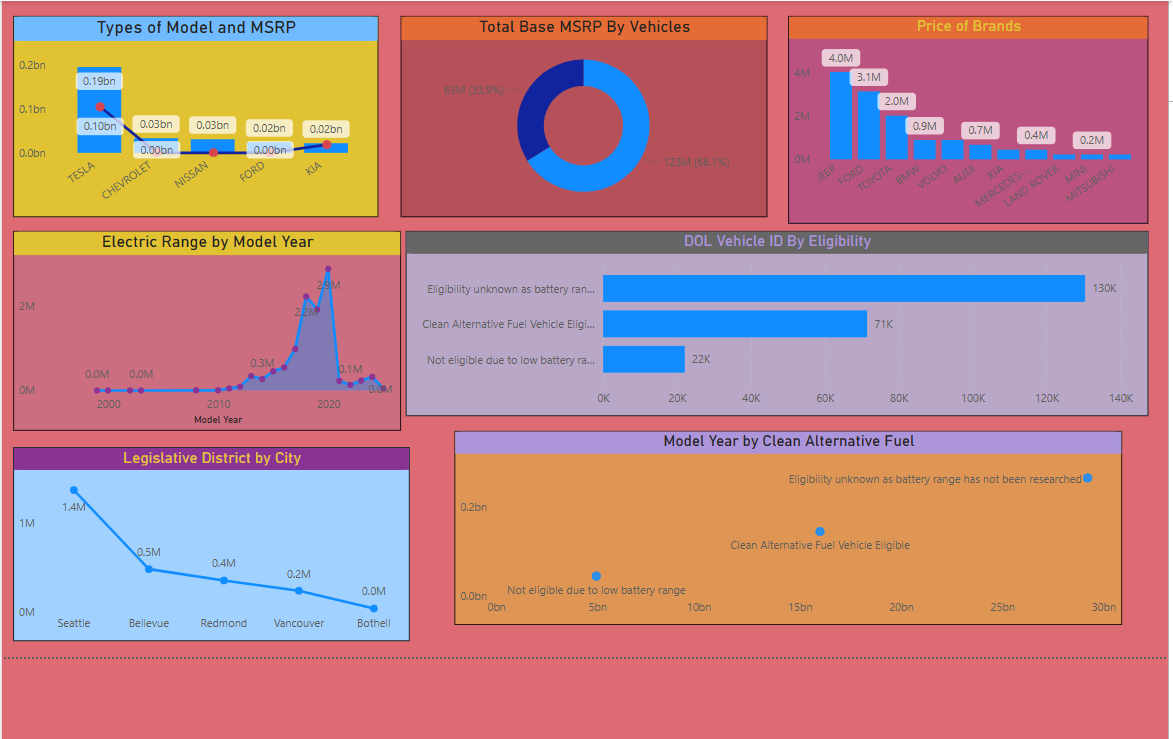 Types of Model and MSRP
0.2bn
0.1bn
0.0bn
0.19bn
0.10bn
0.03bn
0.00bn
0.03bn
0.02bn
0.00bn
0.02bn
TESLA
CHEVROLET
NISSAN
FORD
KIA
Total Base MSRP By Vehicles
63M (33.9%)
123M (66.1%)
Price of Brands
4M
2M
0M
4.0M
3.1M
2.0M
0.9M
0.7M
0.4M
0.2M
JEEP
FORD
TOYOTA
BMW
VOLVO
AUDI
KIA
MERCEDES-...
LAND ROVER
MINI
MITSUBISHI
Electric Range by Model Year
2M
0M
0.0M
0.0M
0.3M
2.2M
2.9M
0.1M
0.0M
2000
2010
2020
Model Year
DOL Vehicle ID By Eligibility
Eligibility unknown as battery ran...
130K
Clean Alternative Fuel Vehicle Eligi...
71K
Not eligible due to low battery ra...
22K
0K
20K
40K
60K
80K
100K
120K
140K
Legislative District by City
1M
0M
1.4M
0.5M
0.4M
0.2M
0.0M
Seattle
Bellevue
Redmond
Vancouver
Bothell
Model Year by Clean Alternative Fuel
0.2bn
0.0bn
Eligibility unknown as battery range has not been researched
Clean Alternative Fuel Vehicle Eligible
Not eligible due to low battery range
0bn
5bn
10bn
15bn
20bn
25bn
30bn